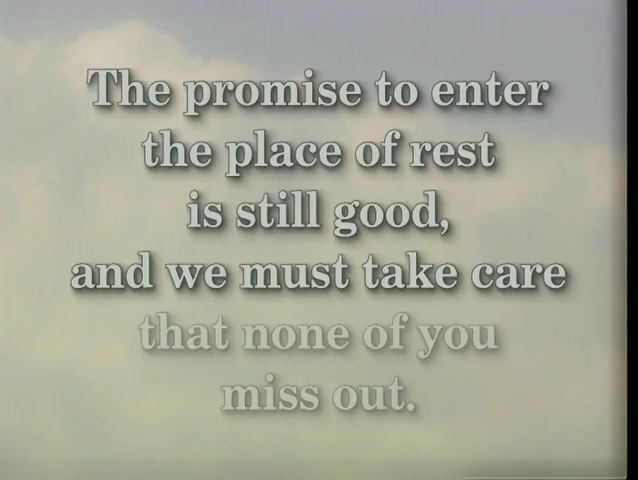 The promise to enter
the place of rest
is still good,
and we must take care
that none of you
miss out.